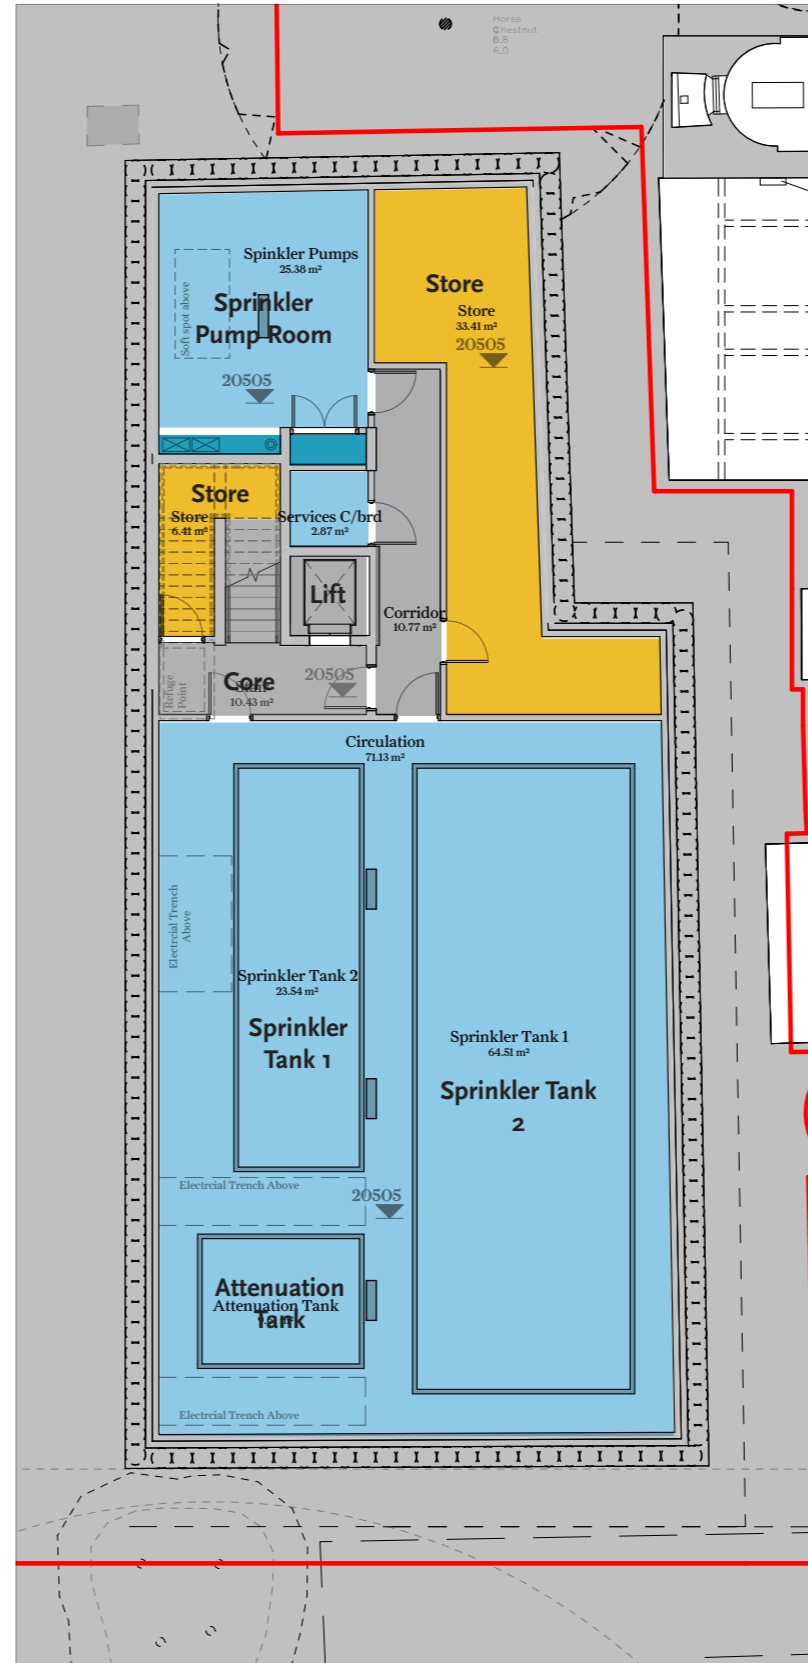 Horse
Chestnut
6.0
Spinkler Pumps
25.38 m²
Sprinkler
Pump Room
Soft spot above
20505
Store
Store
33.41 m²
20505
Store
Store
6.41 m²
Services C/brd
2.87 m²
Lift
Corridor
10.77 m²
Refuge
Point
Core
Stair
10.43 m²
20505
Circulation
71.13 m²
Electrcial Trench
Above
Sprinkler Tank 2
23.54 m²
Sprinkler
Tank 1
Sprinkler Tank 1
64.51 m²
Sprinkler Tank
2
Electrcial Trench Above
20505
Attenuation
Attenuation Tank
Tank
Electrcial Trench Above